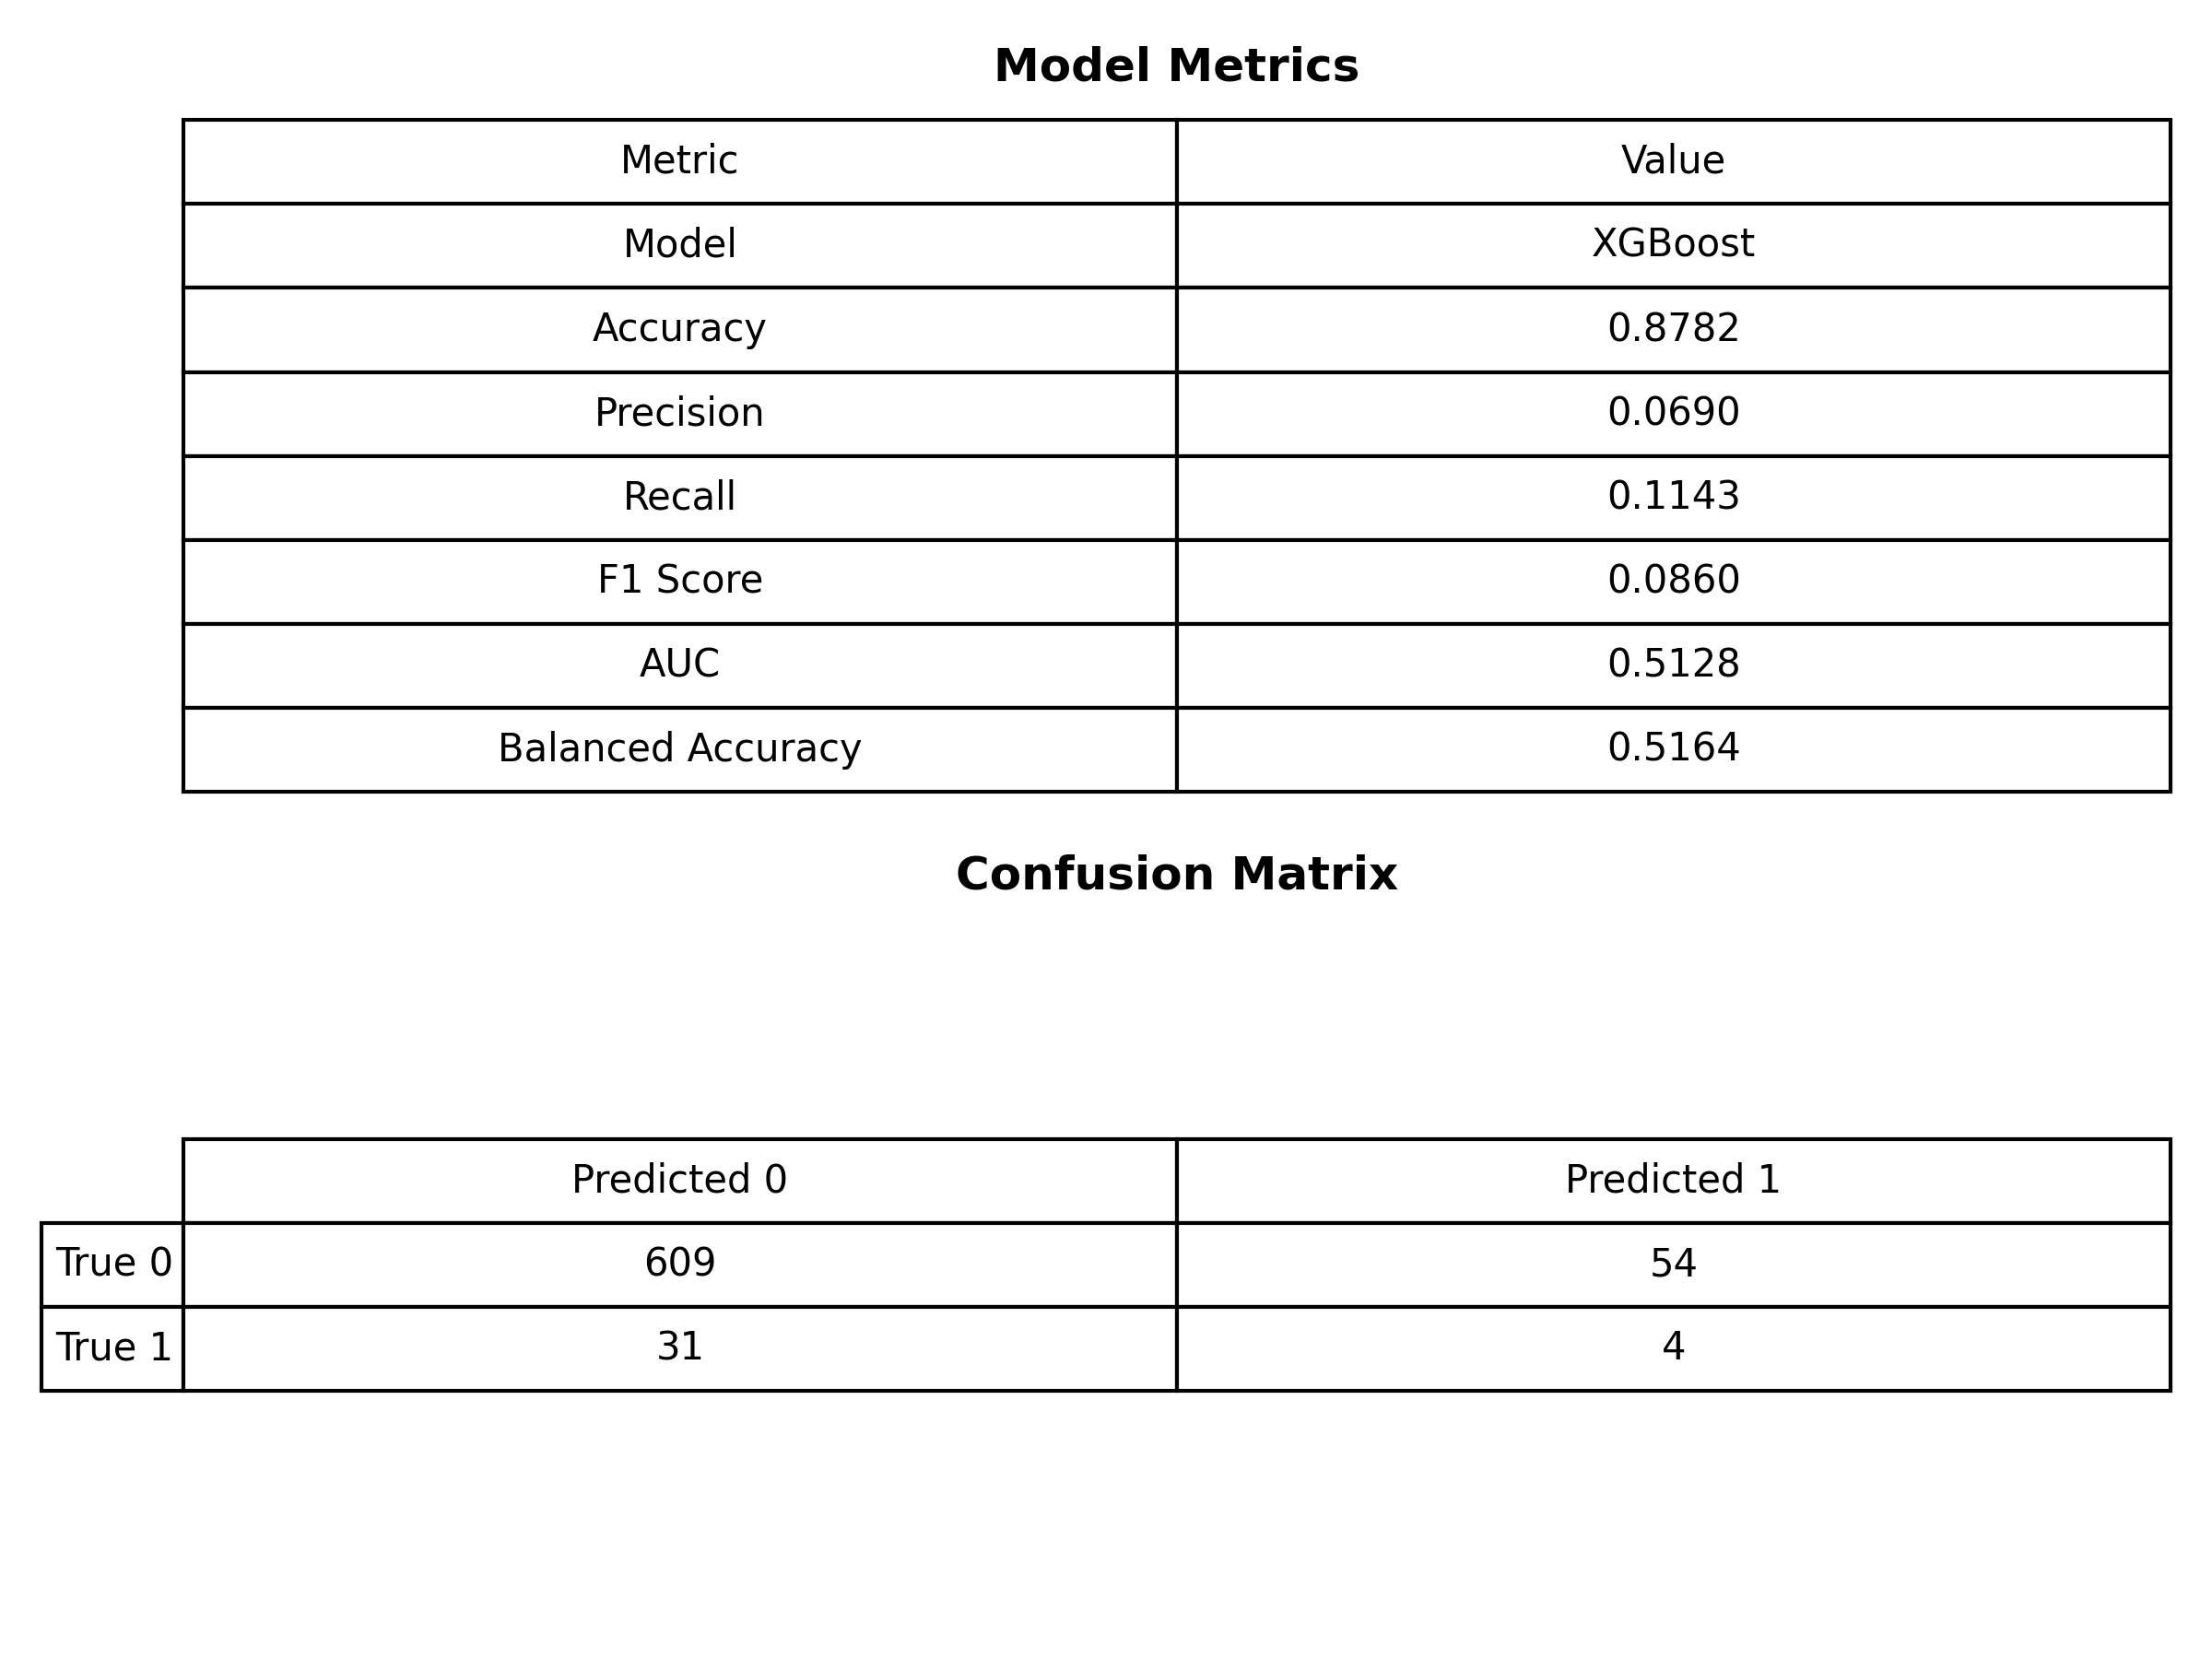 Model Metrics
Metric Value
Model XGBoost
Accuracy 0.8782
Precision 0.0690
Recall 0.1143
F1 Score 0.0860
AUC 0.5128
Balanced Accuracy 0.5164
Confusion Matrix
Predicted 0 Predicted 1
True 0 609 54
True 1 31 4